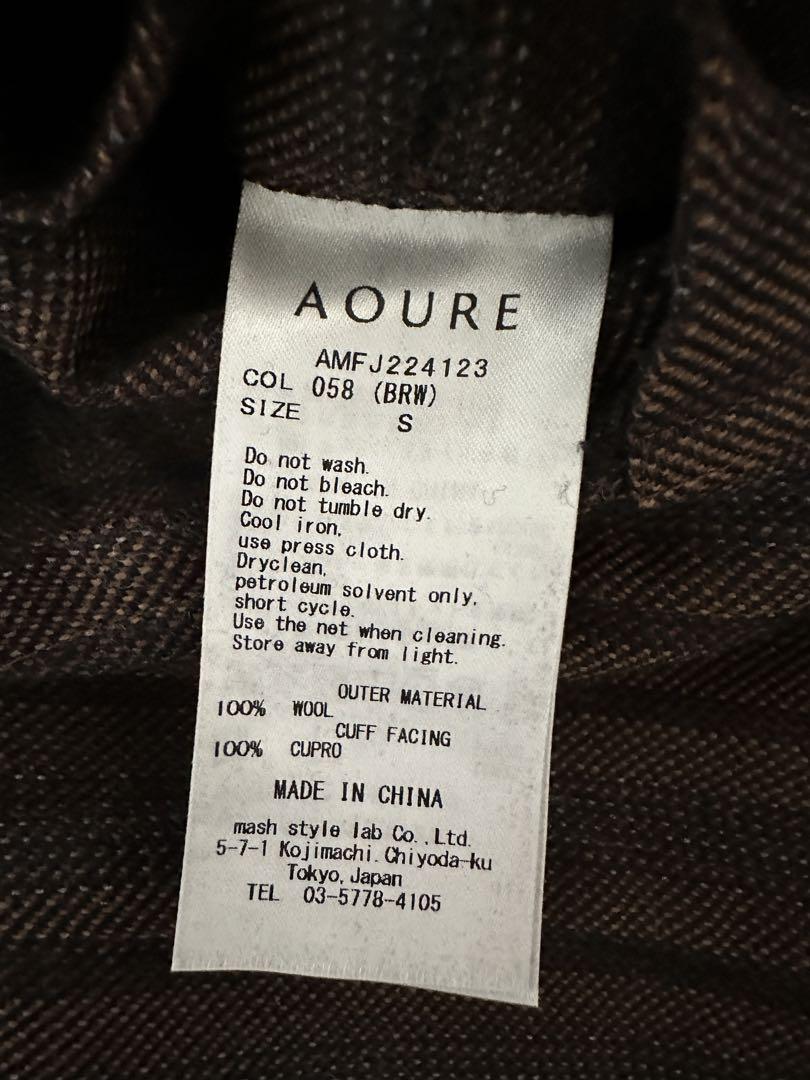 AOURE
AMFJ224123
COL 058 (BRW)
SIZE S
Do not wash.
Do not bleach.
Do not tumble dry.
Cool iron,
use press cloth.
Dryclean,
petroleum solvent only,
short cycle.
Use the net when cleaning.
Store away from light.
OUTER MATERIAL
100% WOOL
CUFF FACING
100% CUPRO
MADE IN CHINA
mash style lab Co.,Ltd.
5-7-1 Kojimachi.Chiyoda-ku
Tokyo,Japan
TEL 03-5778-4105